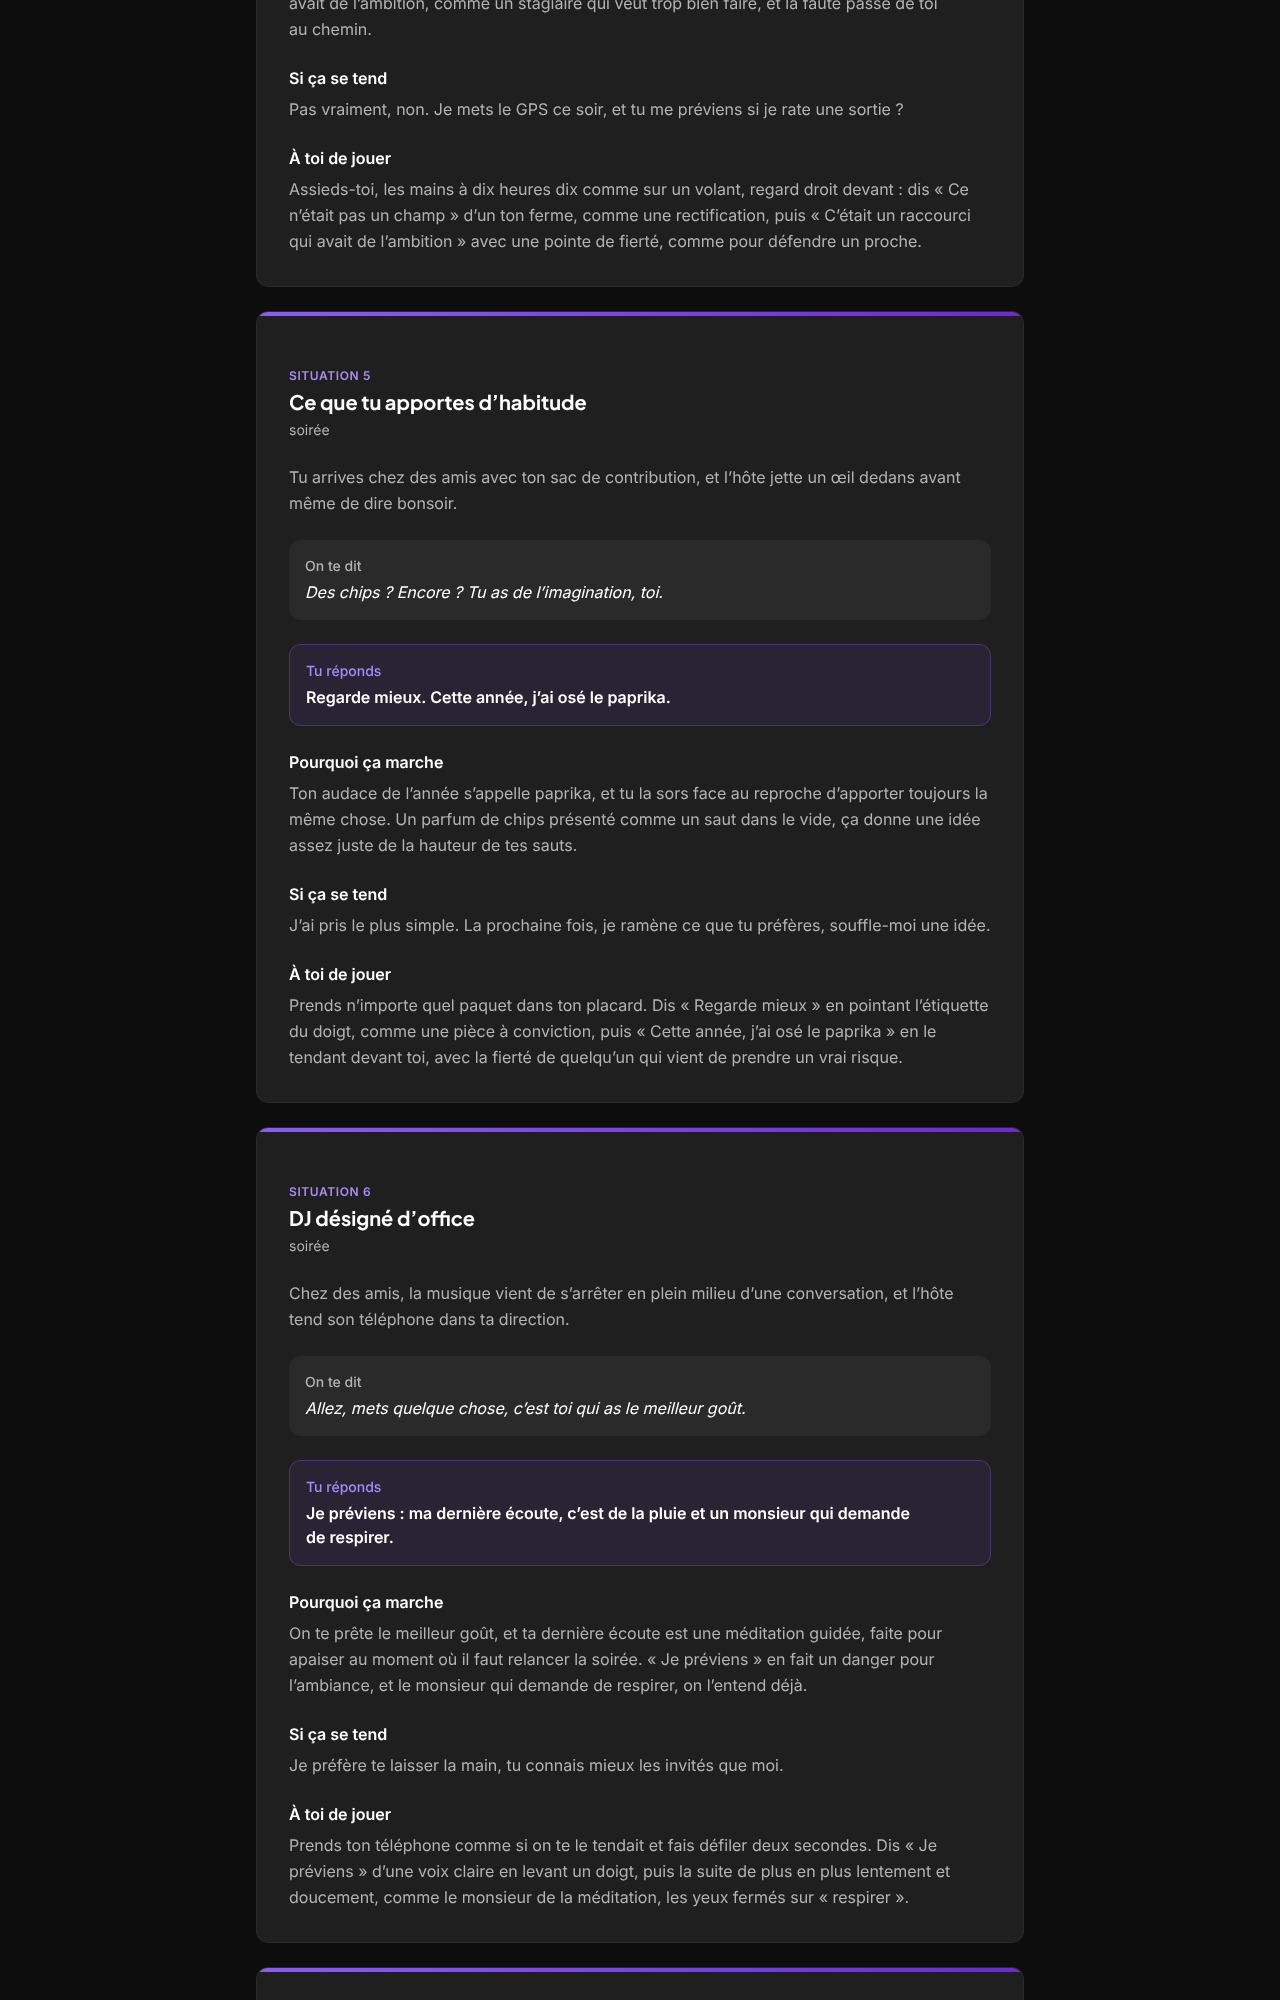 avait de l’ambition, comme un stagiaire qui veut trop bien faire, et la faute passe de toi
au chemin.
Si ça se tend
Pas vraiment, non. Je mets le GPS ce soir, et tu me préviens si je rate une sortie ?
À toi de jouer
Assieds-toi, les mains à dix heures dix comme sur un volant, regard droit devant : dis « Ce
n’était pas un champ » d’un ton ferme, comme une rectification, puis « C’était un raccourci
qui avait de l’ambition » avec une pointe de fierté, comme pour défendre un proche.
SITUATION 5
Ce que tu apportes d’habitude
soirée
Tu arrives chez des amis avec ton sac de contribution, et l’hôte jette un œil dedans avant
même de dire bonsoir.
On te dit
Des chips ? Encore ? Tu as de l’imagination, toi.
Tu réponds
Regarde mieux. Cette année, j’ai osé le paprika.
Pourquoi ça marche
Ton audace de l’année s’appelle paprika, et tu la sors face au reproche d’apporter toujours la
même chose. Un parfum de chips présenté comme un saut dans le vide, ça donne une idée
assez juste de la hauteur de tes sauts.
Si ça se tend
J’ai pris le plus simple. La prochaine fois, je ramène ce que tu préfères, souffle-moi une idée.
À toi de jouer
Prends n’importe quel paquet dans ton placard. Dis « Regarde mieux » en pointant l’étiquette
du doigt, comme une pièce à conviction, puis « Cette année, j’ai osé le paprika » en le
tendant devant toi, avec la fierté de quelqu’un qui vient de prendre un vrai risque.
SITUATION 6
DJ désigné d’office
soirée
Chez des amis, la musique vient de s’arrêter en plein milieu d’une conversation, et l’hôte
tend son téléphone dans ta direction.
On te dit
Allez, mets quelque chose, c’est toi qui as le meilleur goût.
Tu réponds
Je préviens : ma dernière écoute, c’est de la pluie et un monsieur qui demande
de respirer.
Pourquoi ça marche
On te prête le meilleur goût, et ta dernière écoute est une méditation guidée, faite pour
apaiser au moment où il faut relancer la soirée. « Je préviens » en fait un danger pour
l’ambiance, et le monsieur qui demande de respirer, on l’entend déjà.
Si ça se tend
Je préfère te laisser la main, tu connais mieux les invités que moi.
À toi de jouer
Prends ton téléphone comme si on te le tendait et fais défiler deux secondes. Dis « Je
préviens » d’une voix claire en levant un doigt, puis la suite de plus en plus lentement et
doucement, comme le monsieur de la méditation, les yeux fermés sur « respirer ».